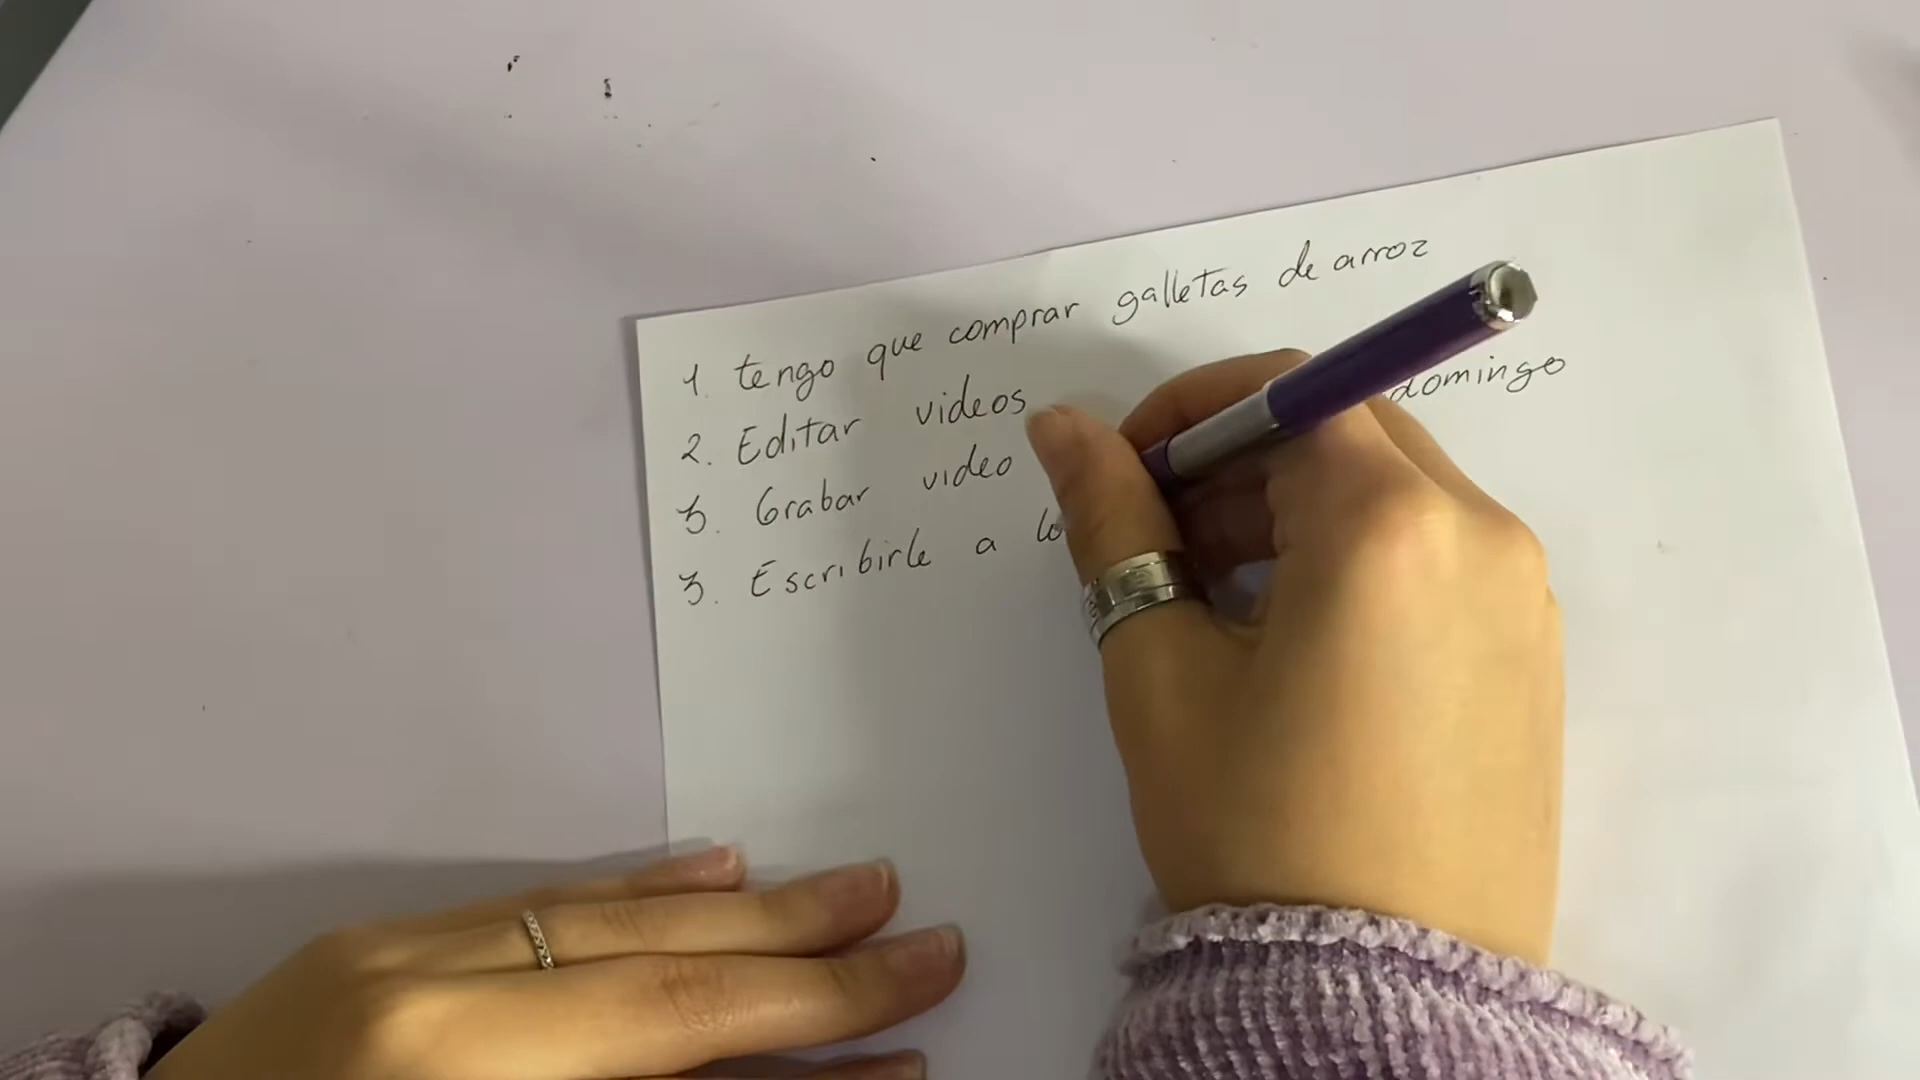 1. tengo que comprar galletas de arroz
2. Editar videos
3. Grabar video domingo
3. Escribirle a